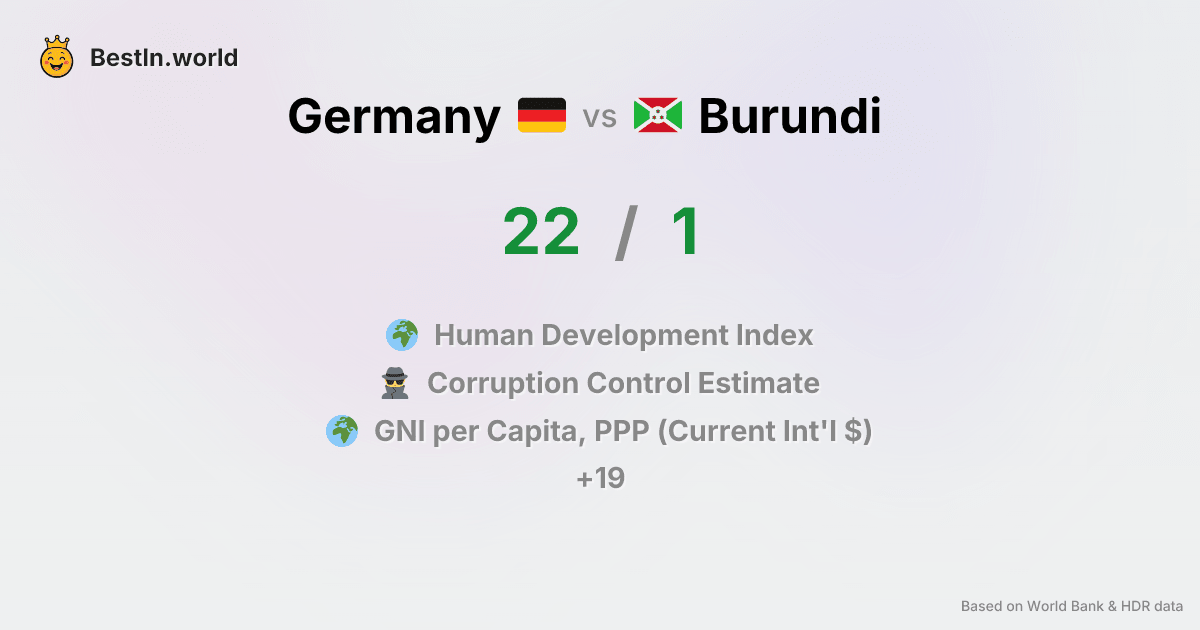 BestIn.world
Germany vs Burundi
22 / 1
Human Development Index
Corruption Control Estimate
GNI per Capita, PPP (Current Int'l $)
+19
Based on World Bank & HDR data